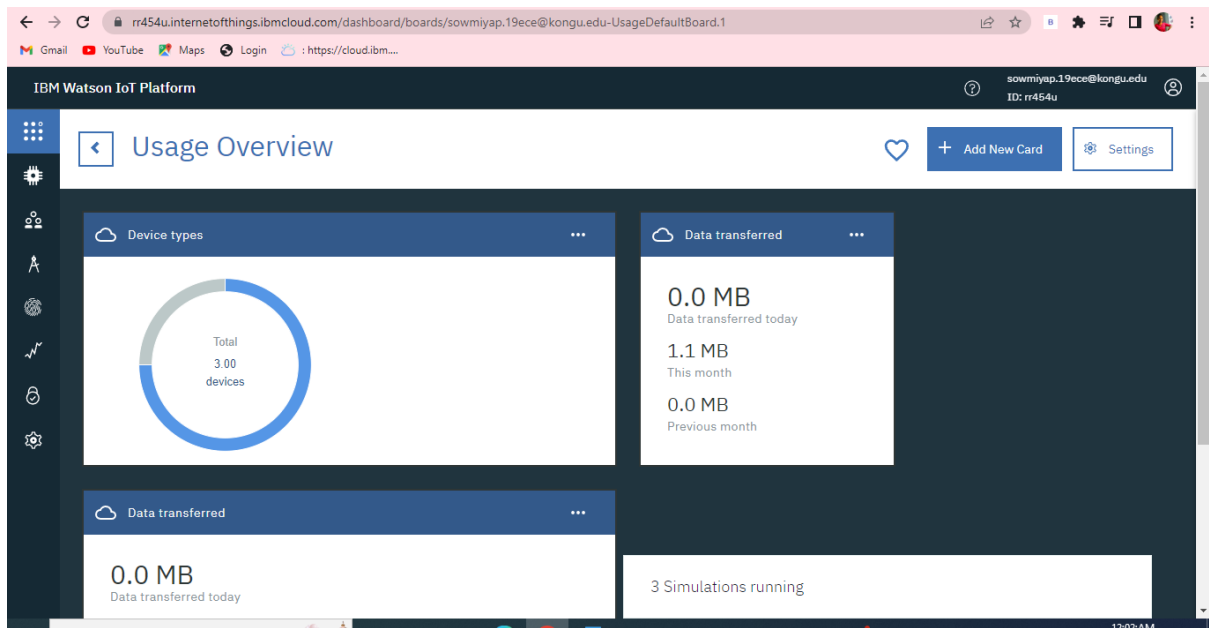 rr454u.internetofthings.ibmcloud.com/dashboard/boards/sowmiyap.19ece@kongu.edu-UsageDefaultBoard.1
B
Gmail YouTube Maps Login : https://cloud.ibm....
IBM Watson IoT Platform
sowmiyap.19ece@kongu.edu
ID: rr454u
Usage Overview
+ Add New Card
Settings
Device types
Total
3.00
devices
Data transferred
0.0 MB
Data transferred today
1.1 MB
This month
0.0 MB
Previous month
Data transferred
0.0 MB
Data transferred today
3 Simulations running
12:02 AM